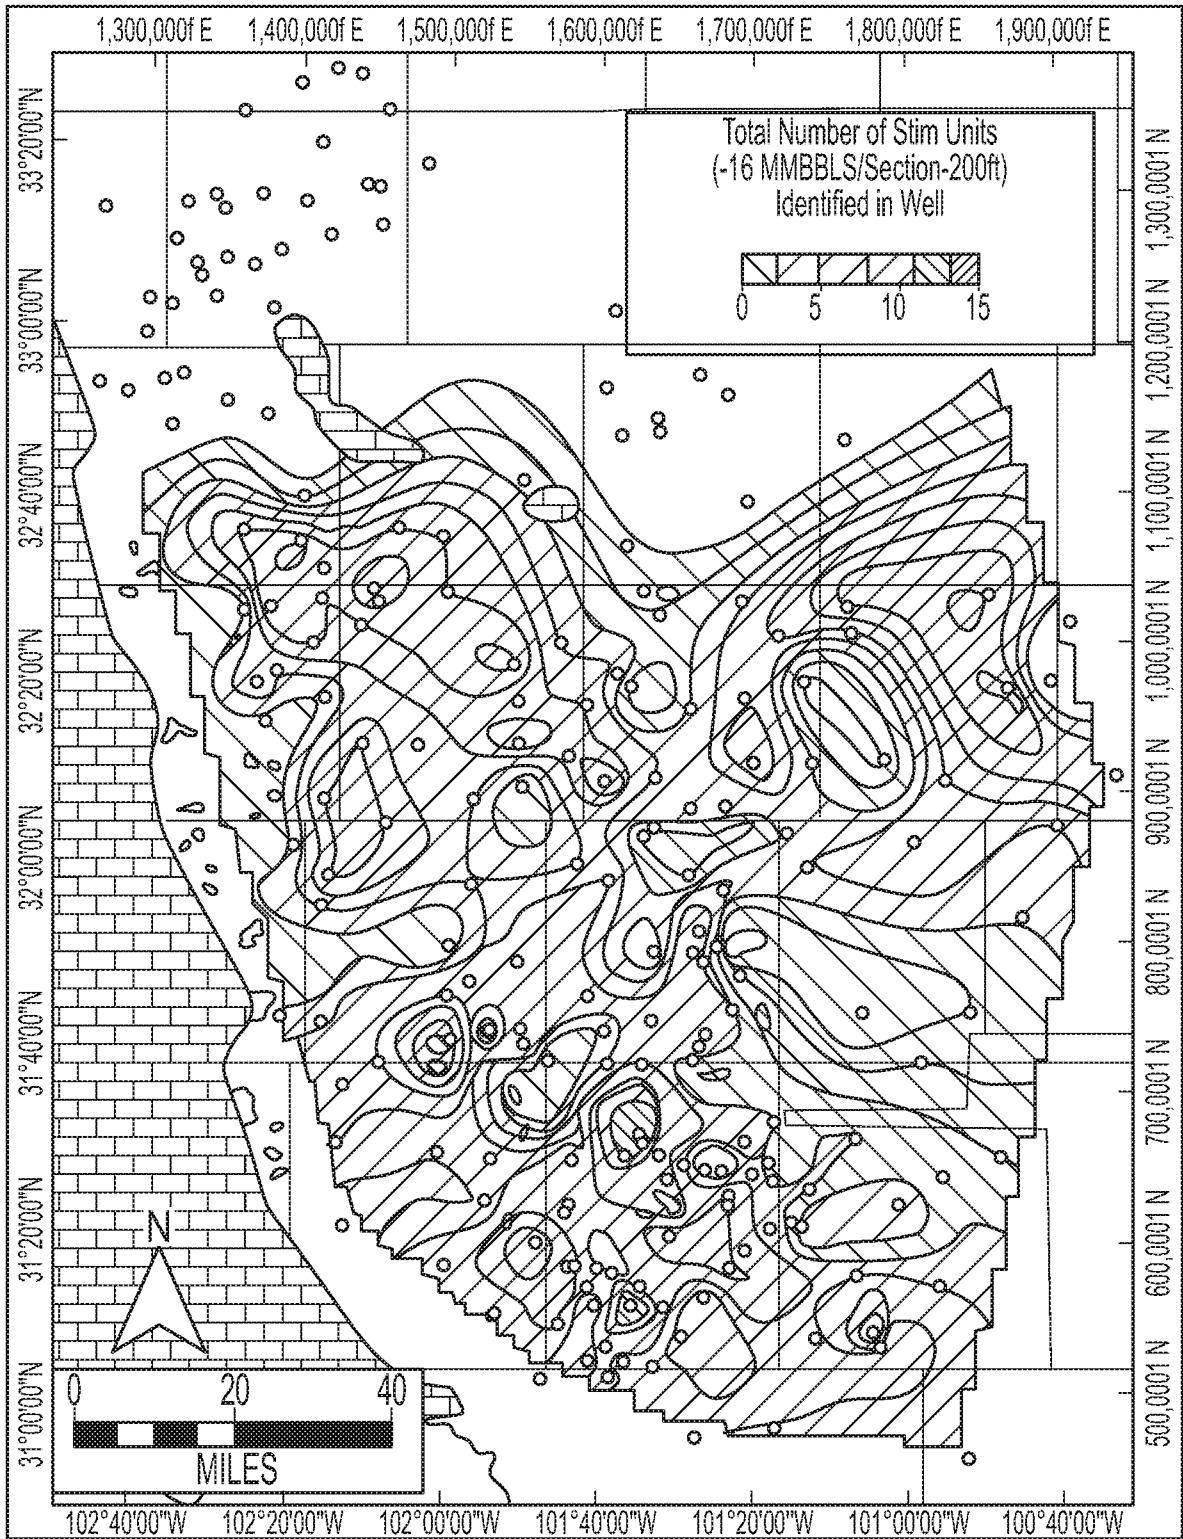 1,300,000f E 1,400,000f E 1,500,000f E 1,600,000f E 1,700,000f E 1,800,000f E 1,900,000f E
Total Number of Stim Units
(-16 MMBBLS/Section-200ft)
Identified in Well
0 5 10 15
33°20'00"N
33°00'00"N
32°40'00"N
32°20'00"N
32°00'00"N
31°40'00"N
31°20'00"N
31°00'00"N
1,300,0001 N
1,200,0001 N
1,100,0001 N
1,000,0001 N
900,0001 N
800,0001 N
700,0001 N
600,0001 N
500,0001 N
N
0 20 40
MILES
102°40'00"W 102°20'00"W 102°00'00"W 101°40'00"W 101°20'00"W 101°00'00"W 100°40'00"W